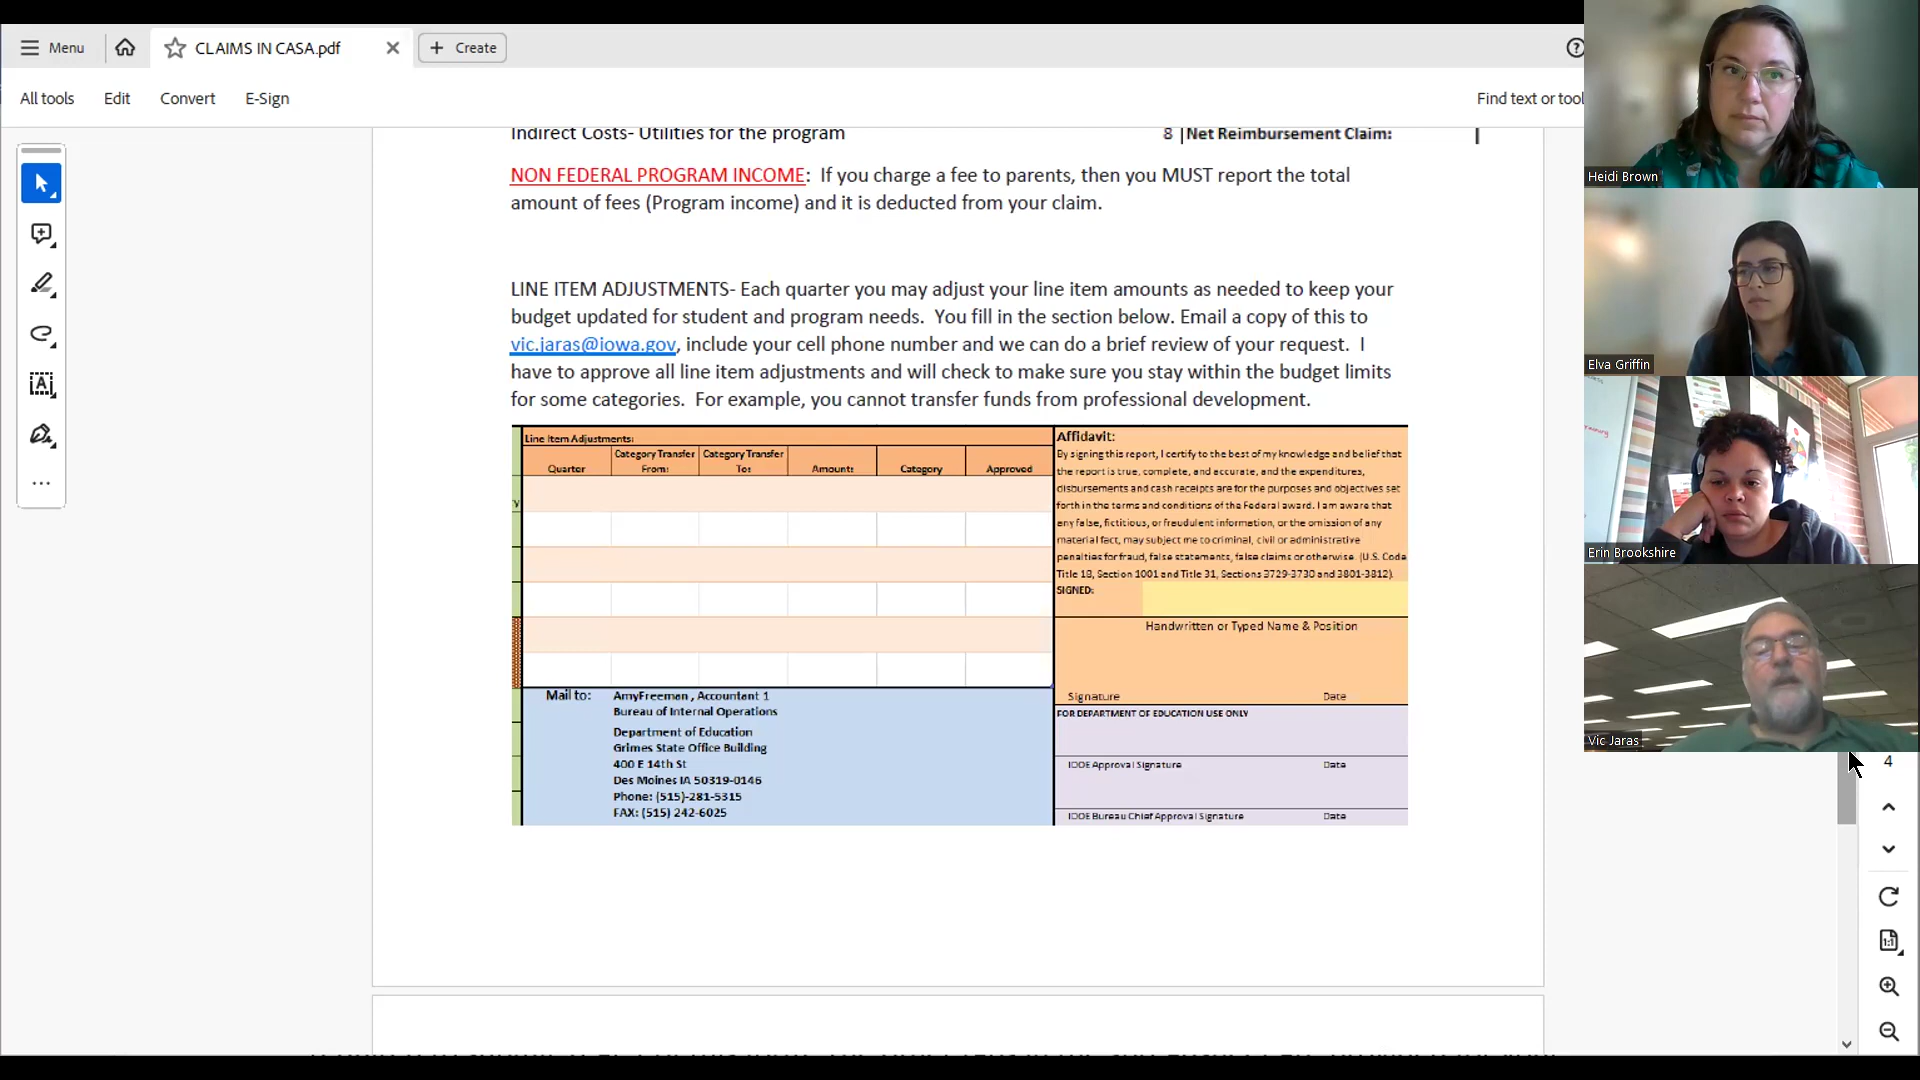 Menu
CLAIMS IN CASA.pdf
Create
All tools
Edit
Convert
E-Sign
Find text or tool
Indirect Costs- Utilities for the program
8 Net Reimbursement Claim:
NON FEDERAL PROGRAM INCOME: If you charge a fee to parents, then you MUST report the total
amount of fees (Program income) and it is deducted from your claim.
LINE ITEM ADJUSTMENTS- Each quarter you may adjust your line item amounts as needed to keep your
budget updated for student and program needs. You fill in the section below. Email a copy of this to
vic.jaras@iowa.gov, include your cell phone number and we can do a brief review of your request. I
have to approve all line item adjustments and will check to make sure you stay within the budget limits
for some categories. For example, you cannot transfer funds from professional development.
Line Item Adjustments:
Quarter
Category Transfer From:
Category Transfer To:
Amount:
Category
Approved
y
Affidavit:
By signing this report, I certify to the best of my knowledge and belief that
the report is true, complete, and accurate, and the expenditures,
disbursements and cash receipts are for the purposes and objectives set
forth in the terms and conditions of the Federal award. I am aware that
any false, fictitious, or fraudulent information, or the omission of any
material fact, may subject me to criminal, civil or administrative
penalties for fraud, false statements, false claims or otherwise. (U.S. Code
Title 18, Section 1001 and Title 31, Sections 3729-3730 and 3801-3812).
SIGNED:
Handwritten or Typed Name & Position
Signature
Date
FOR DEPARTMENT OF EDUCATION USE ONLY
IDOE Approval Signature
Date
IDOE Bureau Chief Approval Signature
Date
Mail to:
AmyFreeman , Accountant 1
Bureau of Internal Operations
Department of Education
Grimes State Office Building
400 E 14th St
Des Moines IA 50319-0146
Phone: (515)-281-5315
FAX: (515) 242-6025
Heidi Brown
Elva Griffin
Erin Brookshire
Vic Jaras
4